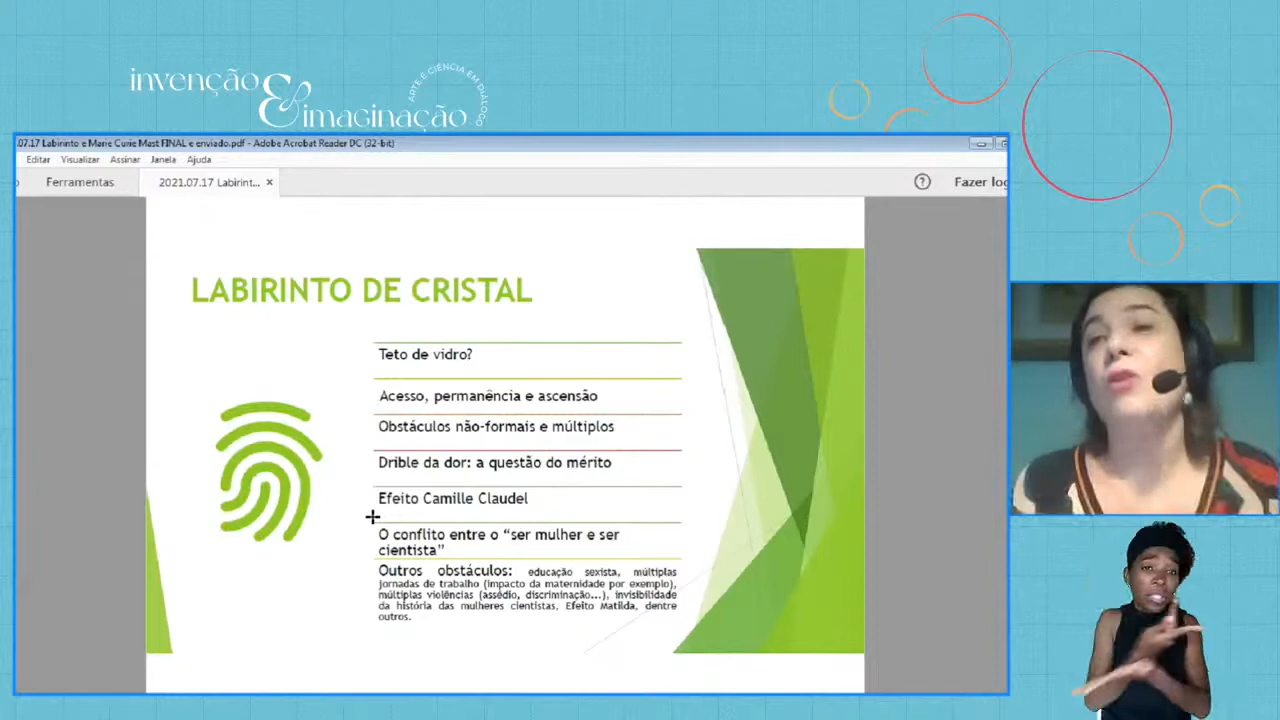 invenção
&imaginação
ARTE E CIÊNCIA EM DIÁLOGO
.07.17 Labirinto e Marie Curie Mast FINAL e enviado.pdf - Adobe Acrobat Reader DC (32-bit)
Editar Visualizar Assinar Janela Ajuda
Ferramentas 2021.07.17 Labirint... × ? Fazer log
LABIRINTO DE CRISTAL
Teto de vidro?
Acesso, permanência e ascensão
Obstáculos não-formais e múltiplos
Drible da dor: a questão do mérito
Efeito Camille Claudel
O conflito entre o “ser mulher e ser
cientista”
Outros obstáculos: educação sexista, múltiplas
jornadas de trabalho (impacto da maternidade por exemplo),
múltiplas violências (assédio, discriminação...), invisibilidade
da história das mulheres cientistas, Efeito Matilda, dentre
outros.